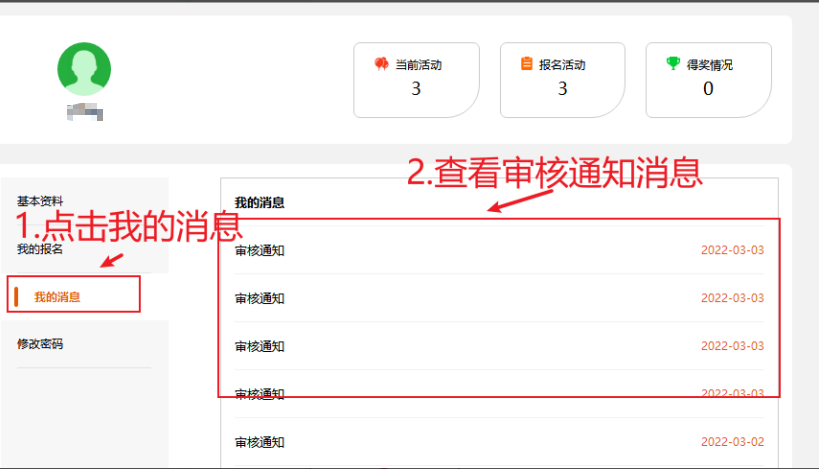 当前活动
3
报名活动
3
得奖情况
0
2.查看审核通知消息
基本资料
我的消息
1.点击我的消息
我的报名
审核通知 2022-03-03
我的消息
审核通知 2022-03-03
修改密码
审核通知 2022-03-03
审核通知 2022-03-03
审核通知 2022-03-02